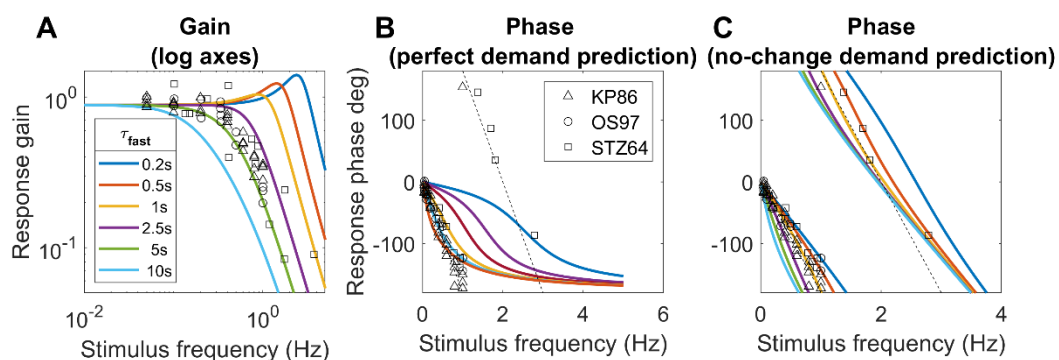 A
Gain
(log axes)
Response gain
10^0
10^-1
τ_fast
0.2s
0.5s
1s
2.5s
5s
10s
10^-2
10^0
Stimulus frequency (Hz)
B
Phase
(perfect demand prediction)
Response phase deg)
100
0
-100
KP86
OS97
STZ64
0 2 4 6
Stimulus frequency (Hz)
C
Phase
(no-change demand prediction)
100
0
-100
0 2 4
Stimulus frequency (Hz)